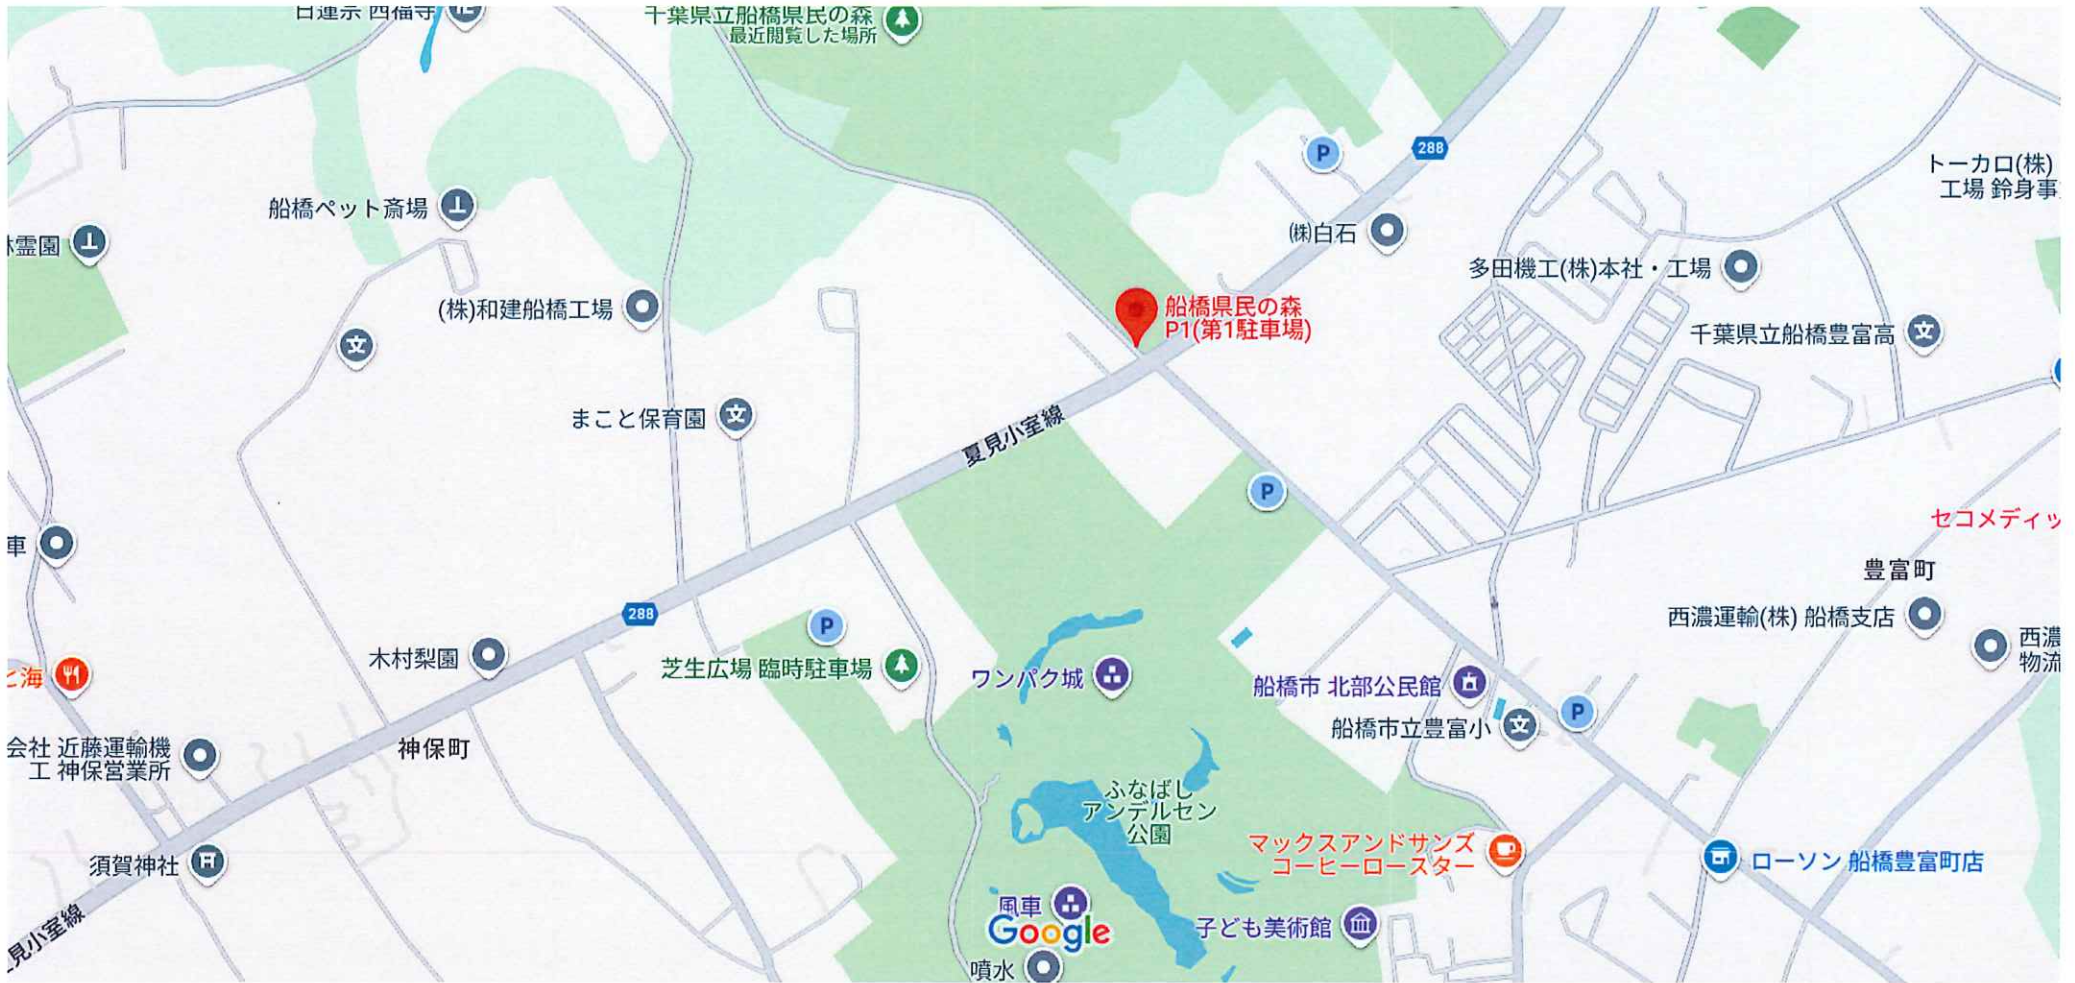 日蓮宗 西福寺
千葉県立船橋県民の森
最近閲覧した場所
288
トーカロ(株)
工場 鈴身事
船橋ペット斎場
霊園
(株)白石
多田機工(株)本社・工場
(株)和建船橋工場
船橋県民の森
P1(第1駐車場)
千葉県立船橋豊富高
まこと保育園
夏見小室線
P
P
セコメディッ
車
豊富町
288
西濃運輸(株) 船橋支店
P
木村梨園
芝生広場 臨時駐車場
西濃
物流
と海
ワンパク城
船橋市 北部公民館
船橋市立豊富小
P
神保町
会社 近藤運輸機
工 神保営業所
ふなばし
アンデルセン
公園
マックスアンドサンズ
コーヒーロースター
ローソン 船橋豊富町店
須賀神社
風車
Google
子ども美術館
見小室線
噴水